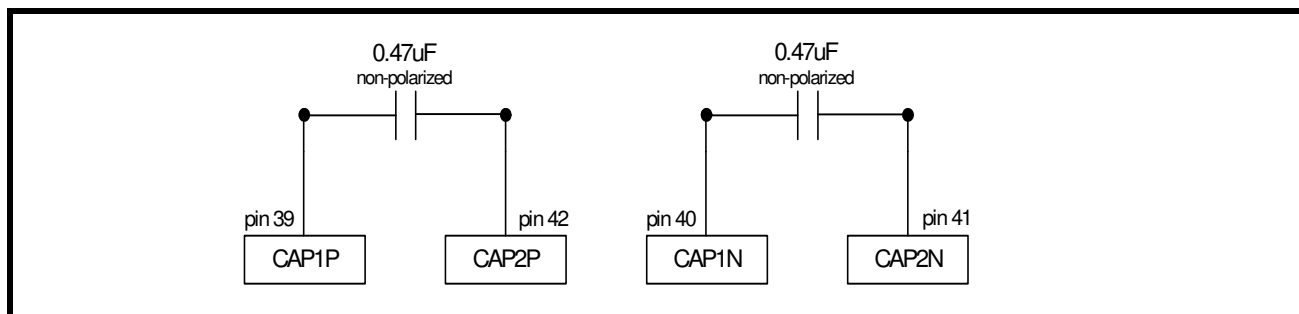 0.47uF
non-polarized
0.47uF
non-polarized
pin 39
pin 42
pin 40
pin 41
CAP1P
CAP2P
CAP1N
CAP2N